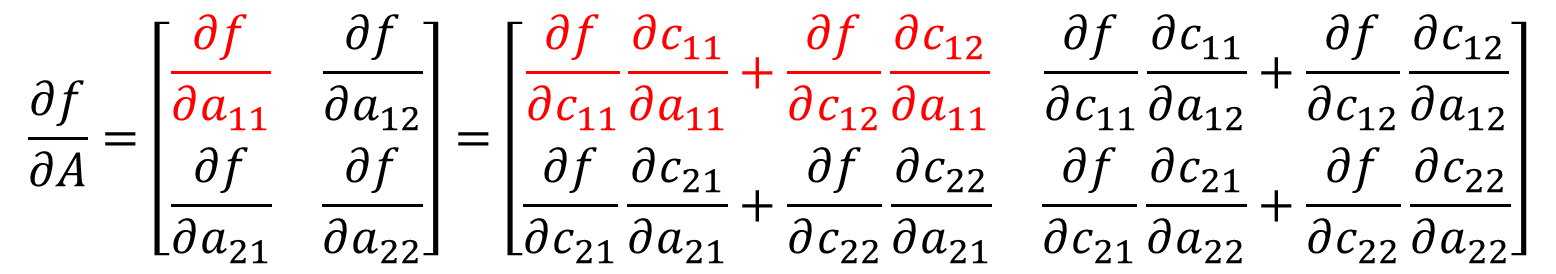 ∂f/∂A = [∂f/∂a₁₁ ∂f/∂a₁₂; ∂f/∂a₂₁ ∂f/∂a₂₂] = [∂f/∂c₁₁ ∂c₁₁/∂a₁₁ + ∂f/∂c₁₂ ∂c₁₂/∂a₁₁ ∂f/∂c₁₁ ∂c₁₁/∂a₁₂ + ∂f/∂c₁₂ ∂c₁₂/∂a₁₂; ∂f/∂c₂₁ ∂c₂₁/∂a₂₁ + ∂f/∂c₂₂ ∂c₂₂/∂a₂₁ ∂f/∂c₂₁ ∂c₂₁/∂a₂₂ + ∂f/∂c₂₂ ∂c₂₂/∂a₂₂]